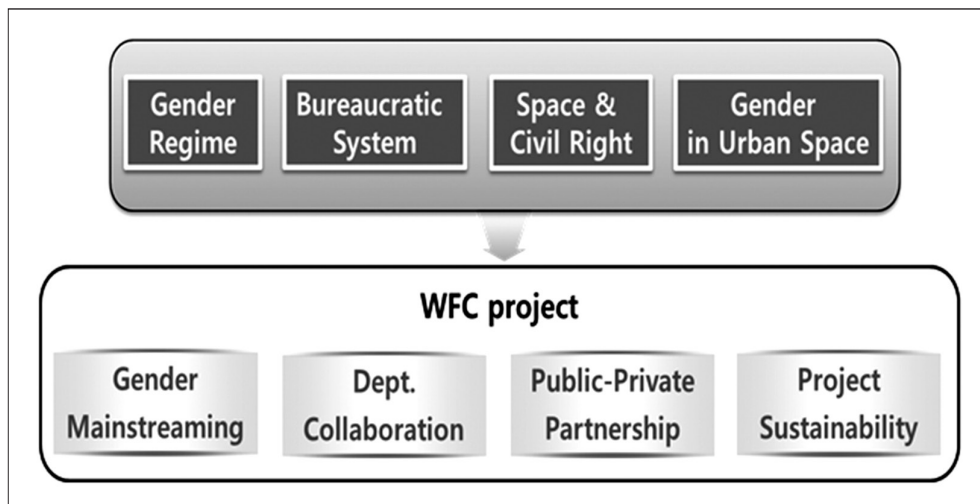 Gender
Regime
Bureaucratic
System
Space &
Civil Right
Gender
in Urban Space
WFC project
Gender
Mainstreaming
Dept.
Collaboration
Public-Private
Partnership
Project
Sustainability